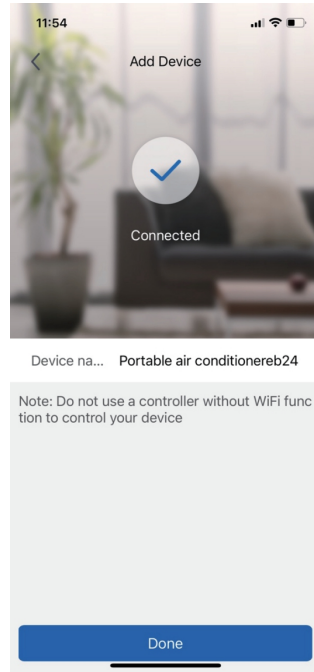 11:54
Add Device
Connected
Device na... Portable air conditionereb24
Note: Do not use a controller without WiFi func
tion to control your device
Done